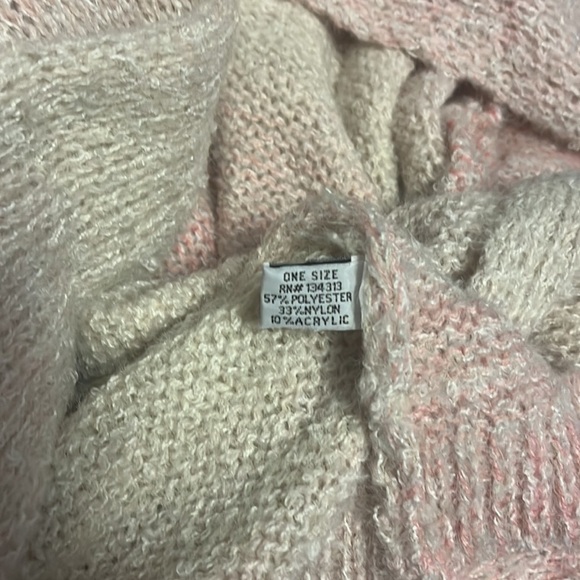 ONE SIZE
RN# 134313
57% POLYESTER
33%NYLON
10%ACRYLIC